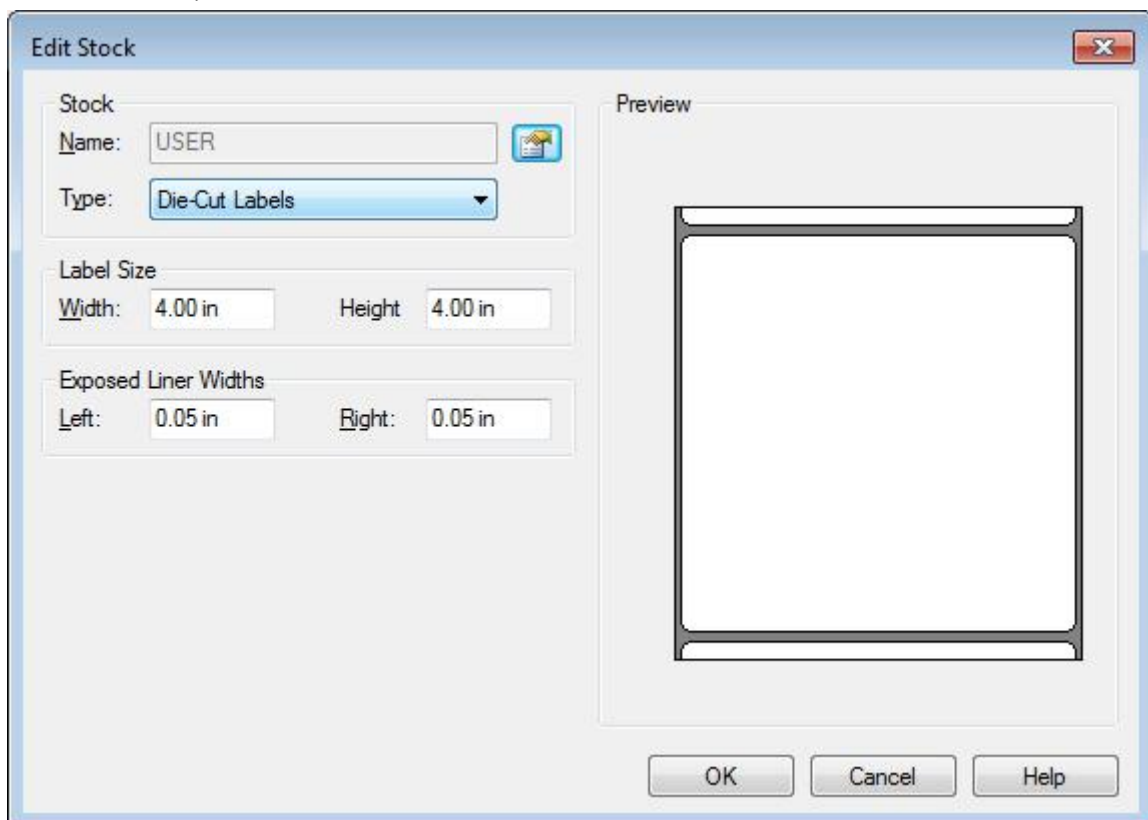 Edit Stock
Stock
Name: USER
Type: Die-Cut Labels
Label Size
Width: 4.00 in Height 4.00 in
Exposed Liner Widths
Left: 0.05 in Right: 0.05 in
Preview
OK Cancel Help